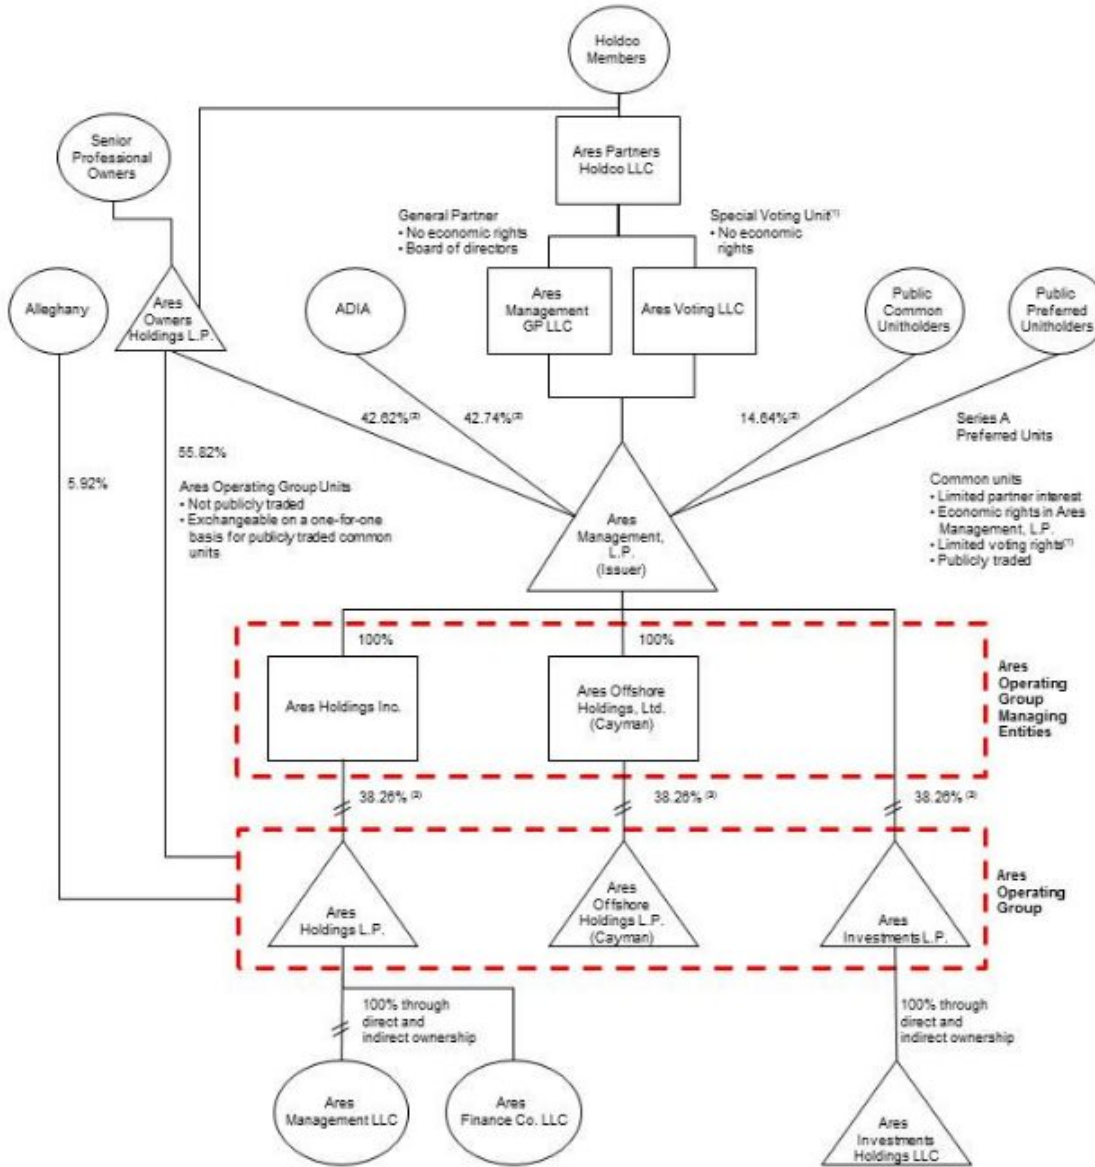 Holdco
Members
Senior
Professional
Owners
Ares Partners
Holdco LLC
General Partner
• No economic rights
• Board of directors
Special Voting Unit⁽¹⁾
• No economic
rights
Alleghany
Ares
Owners
Holdings L.P.
ADIA
Ares
Management
GP LLC
Ares Voting LLC
Public
Common
Unitholders
Public
Preferred
Unitholders
42.62%⁽²⁾
42.74%⁽²⁾
14.64%⁽²⁾
Series A
Preferred Units
55.82%
5.92%
Ares Operating Group Units
• Not publicly traded
• Exchangeable on a one-for-one
basis for publicly traded common
units
Common units
• Limited partner interest
• Economic rights in Ares
Management, L.P.
• Limited voting rights⁽¹⁾
• Publicly traded
Ares
Management,
L.P.
(Issuer)
100%
100%
Ares Holdings Inc.
Ares Offshore
Holdings, Ltd.
(Cayman)
Ares
Operating
Group
Managing
Entities
38.26% ⁽²⁾
38.26% ⁽²⁾
38.26% ⁽²⁾
Ares
Holdings L.P.
Ares
Offshore
Holdings L.P.
(Cayman)
Ares
Investments L.P.
Ares
Operating
Group
100% through
direct and
indirect ownership
100% through
direct and
indirect ownership
Ares
Management LLC
Ares
Finance Co. LLC
Ares
Investments
Holdings LLC